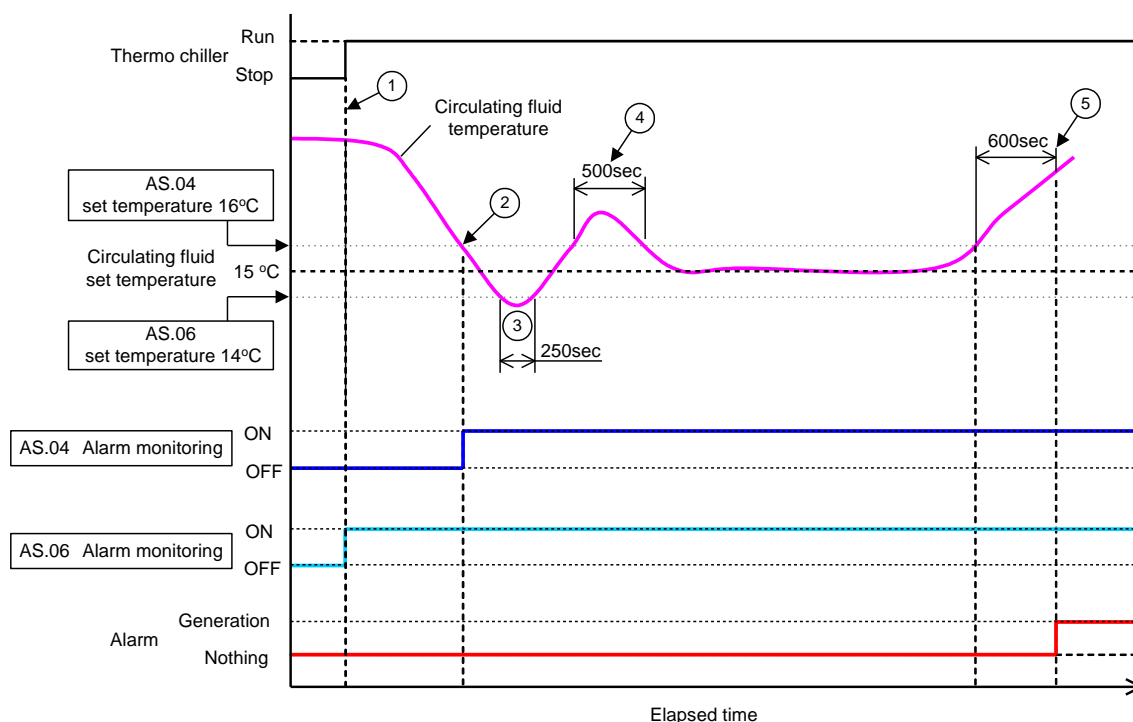 Run
Thermo chiller
Stop
1
Circulating fluid
temperature
4
5
500sec
600sec
AS.04
set temperature 16ºC
2
Circulating fluid
set temperature
15 ºC
AS.06
set temperature 14ºC
3
250sec
ON
AS.04 Alarm monitoring
OFF
ON
AS.06 Alarm monitoring
OFF
Generation
Alarm
Nothing
Elapsed time